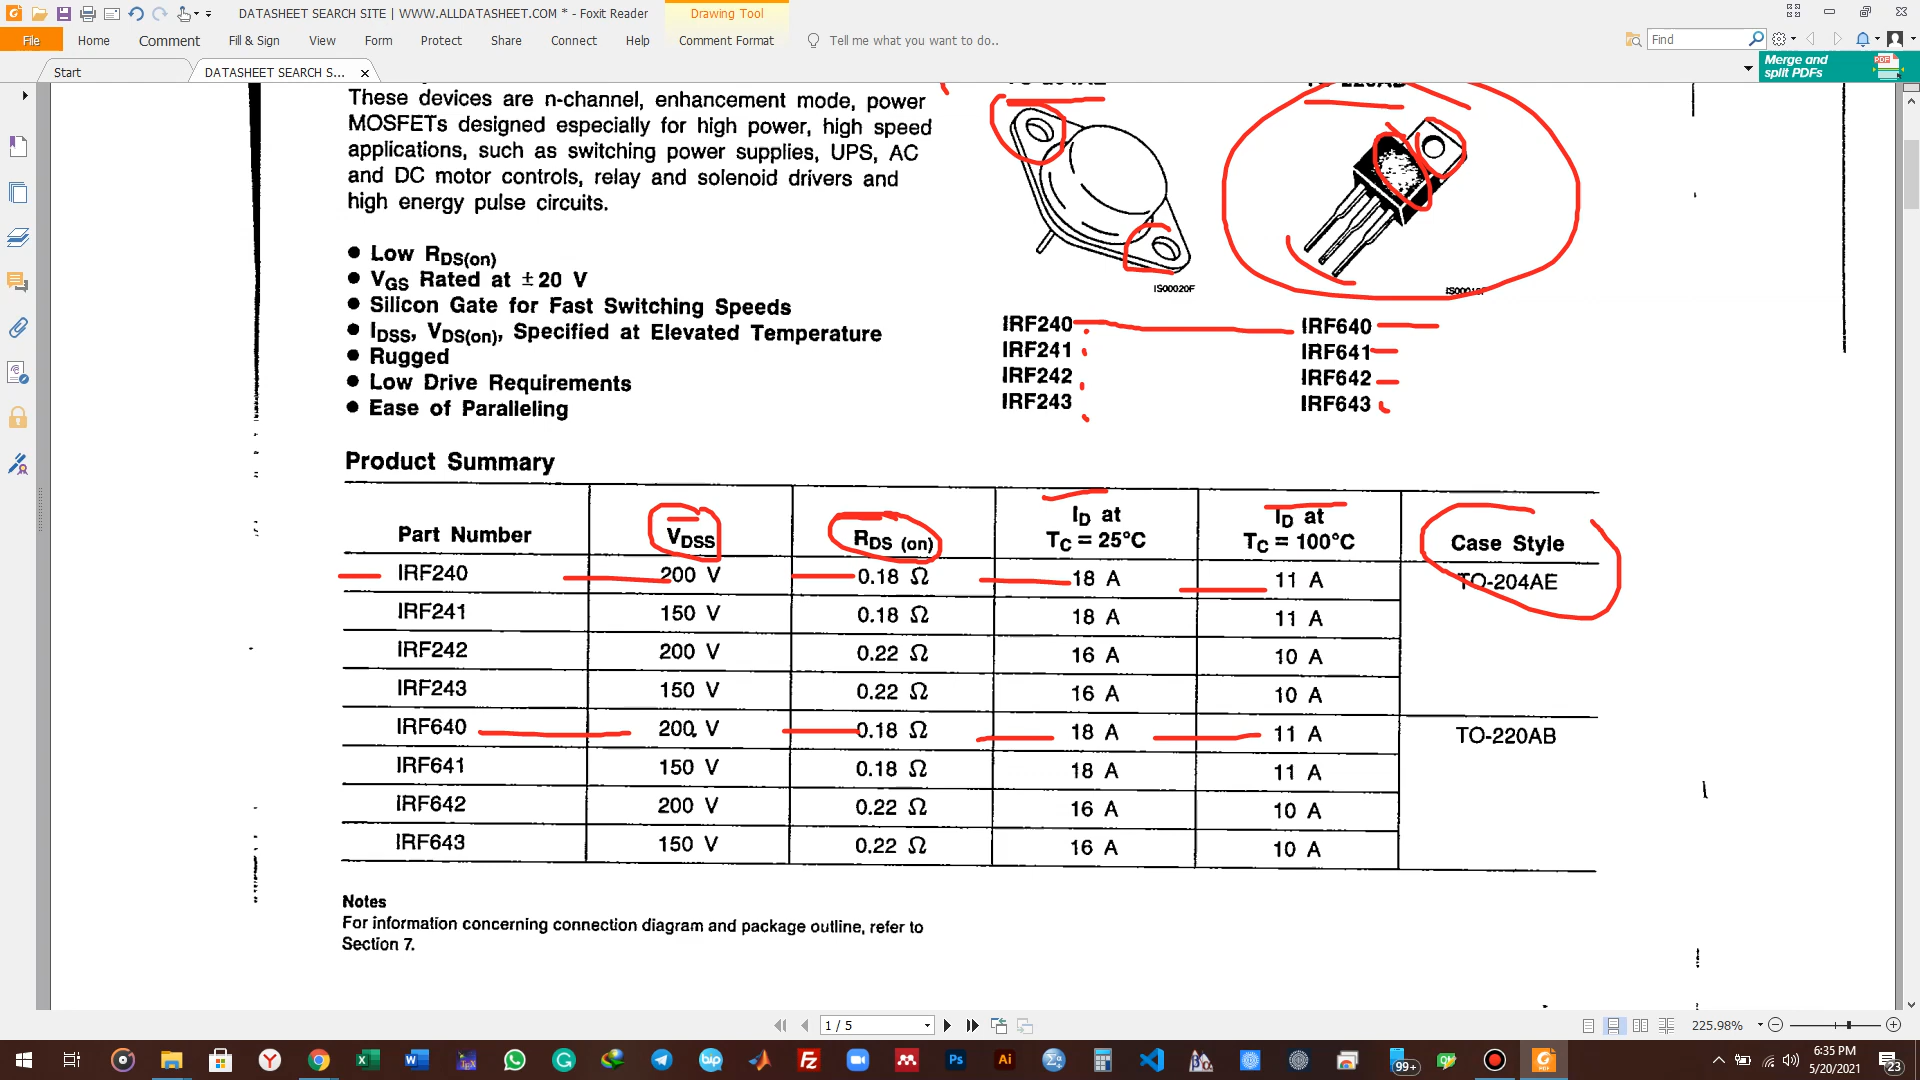 DATASHEET SEARCH SITE | WWW.ALLDATASHEET.COM * - Foxit Reader
Drawing Tool
File Home Comment Fill & Sign View Form Protect Share Connect Help Comment Format Tell me what you want to do.. Find
Start DATASHEET SEARCH S... Merge and split PDFs
These devices are n-channel, enhancement mode, power
MOSFETs designed especially for high power, high speed
applications, such as switching power supplies, UPS, AC
and DC motor controls, relay and solenoid drivers and
high energy pulse circuits.
● Low RDS(on)
● VGS Rated at ±20 V
● Silicon Gate for Fast Switching Speeds
● IDSS, VDS(on), Specified at Elevated Temperature
● Rugged
● Low Drive Requirements
● Ease of Paralleling
IS00020F
IRF240 IRF640
IRF241 IRF641
IRF242 IRF642
IRF243 IRF643
Product Summary
Part Number VDSS RDS (on) ID at TC = 25°C ID at TC = 100°C Case Style
IRF240 200 V 0.18 Ω 18 A 11 A TO-204AE
IRF241 150 V 0.18 Ω 18 A 11 A
IRF242 200 V 0.22 Ω 16 A 10 A
IRF243 150 V 0.22 Ω 16 A 10 A
IRF640 200 V 0.18 Ω 18 A 11 A TO-220AB
IRF641 150 V 0.18 Ω 18 A 11 A
IRF642 200 V 0.22 Ω 16 A 10 A
IRF643 150 V 0.22 Ω 16 A 10 A
Notes
For information concerning connection diagram and package outline, refer to
Section 7.
1 / 5
225.98%
6:35 PM
5/20/2021
99+
23